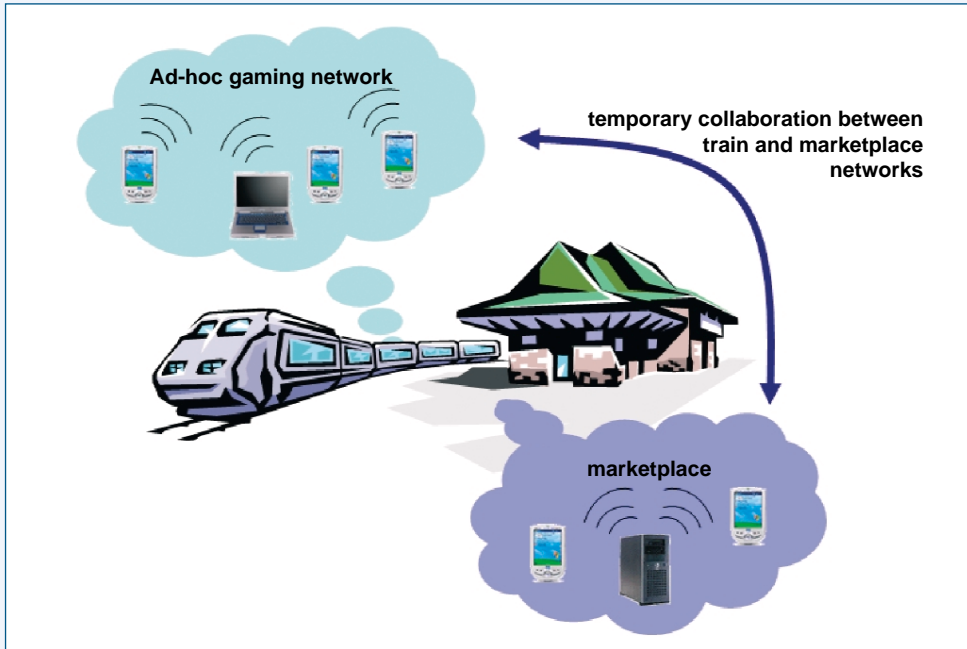 Ad-hoc gaming network
temporary collaboration between
train and marketplace
networks
marketplace